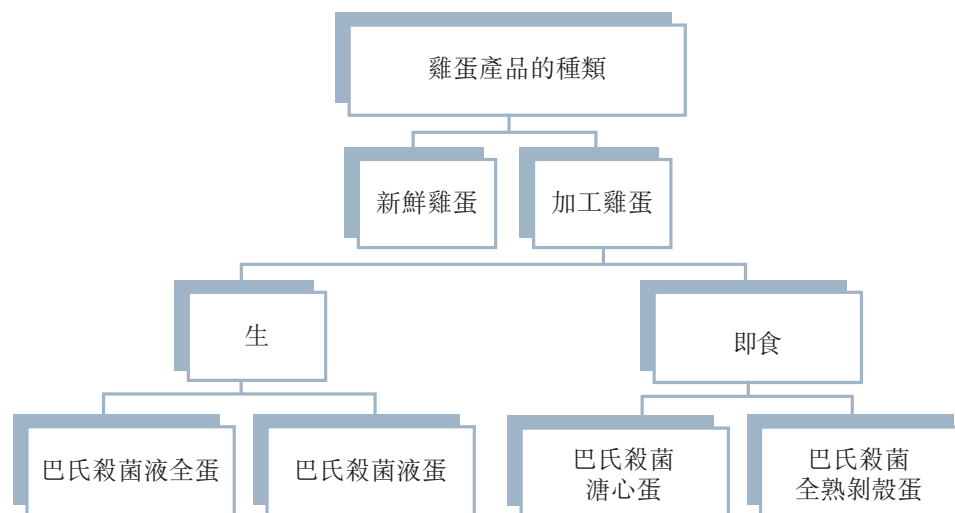 雞蛋產品的種類
新鮮雞蛋
加工雞蛋
生
即食
巴氏殺菌液全蛋
巴氏殺菌液蛋
巴氏殺菌
溏心蛋
巴氏殺菌
全熟剝殼蛋